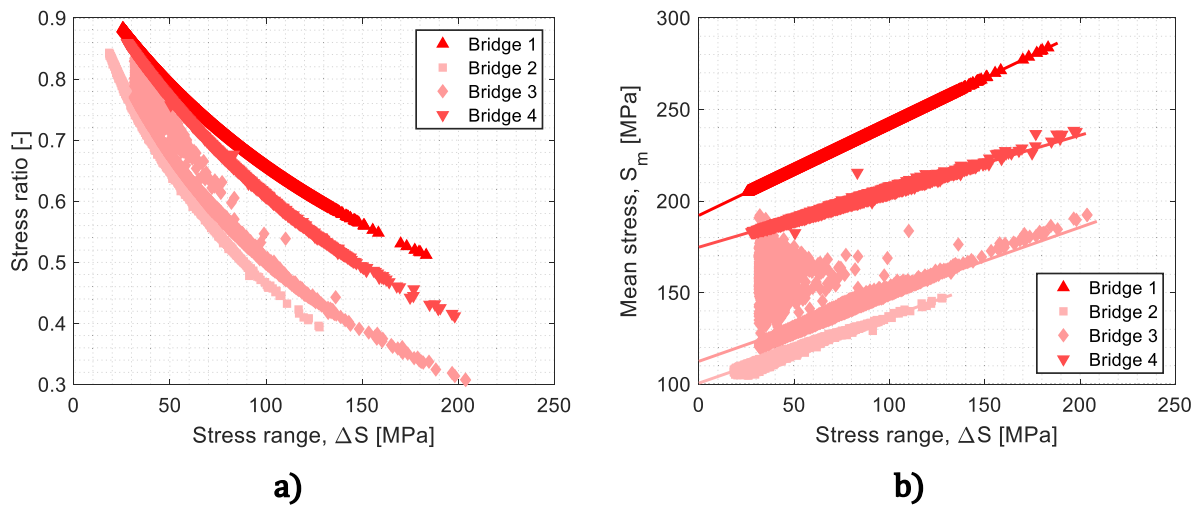 0.9
0.8
0.7
0.6
0.5
0.4
0.3
0
50
100
150
200
250
Stress ratio [-]
Stress range, ΔS [MPa]
Bridge 1
Bridge 2
Bridge 3
Bridge 4
a)
300
250
200
150
100
0
50
100
150
200
250
Mean stress, Sₘ [MPa]
Stress range, ΔS [MPa]
Bridge 1
Bridge 2
Bridge 3
Bridge 4
b)